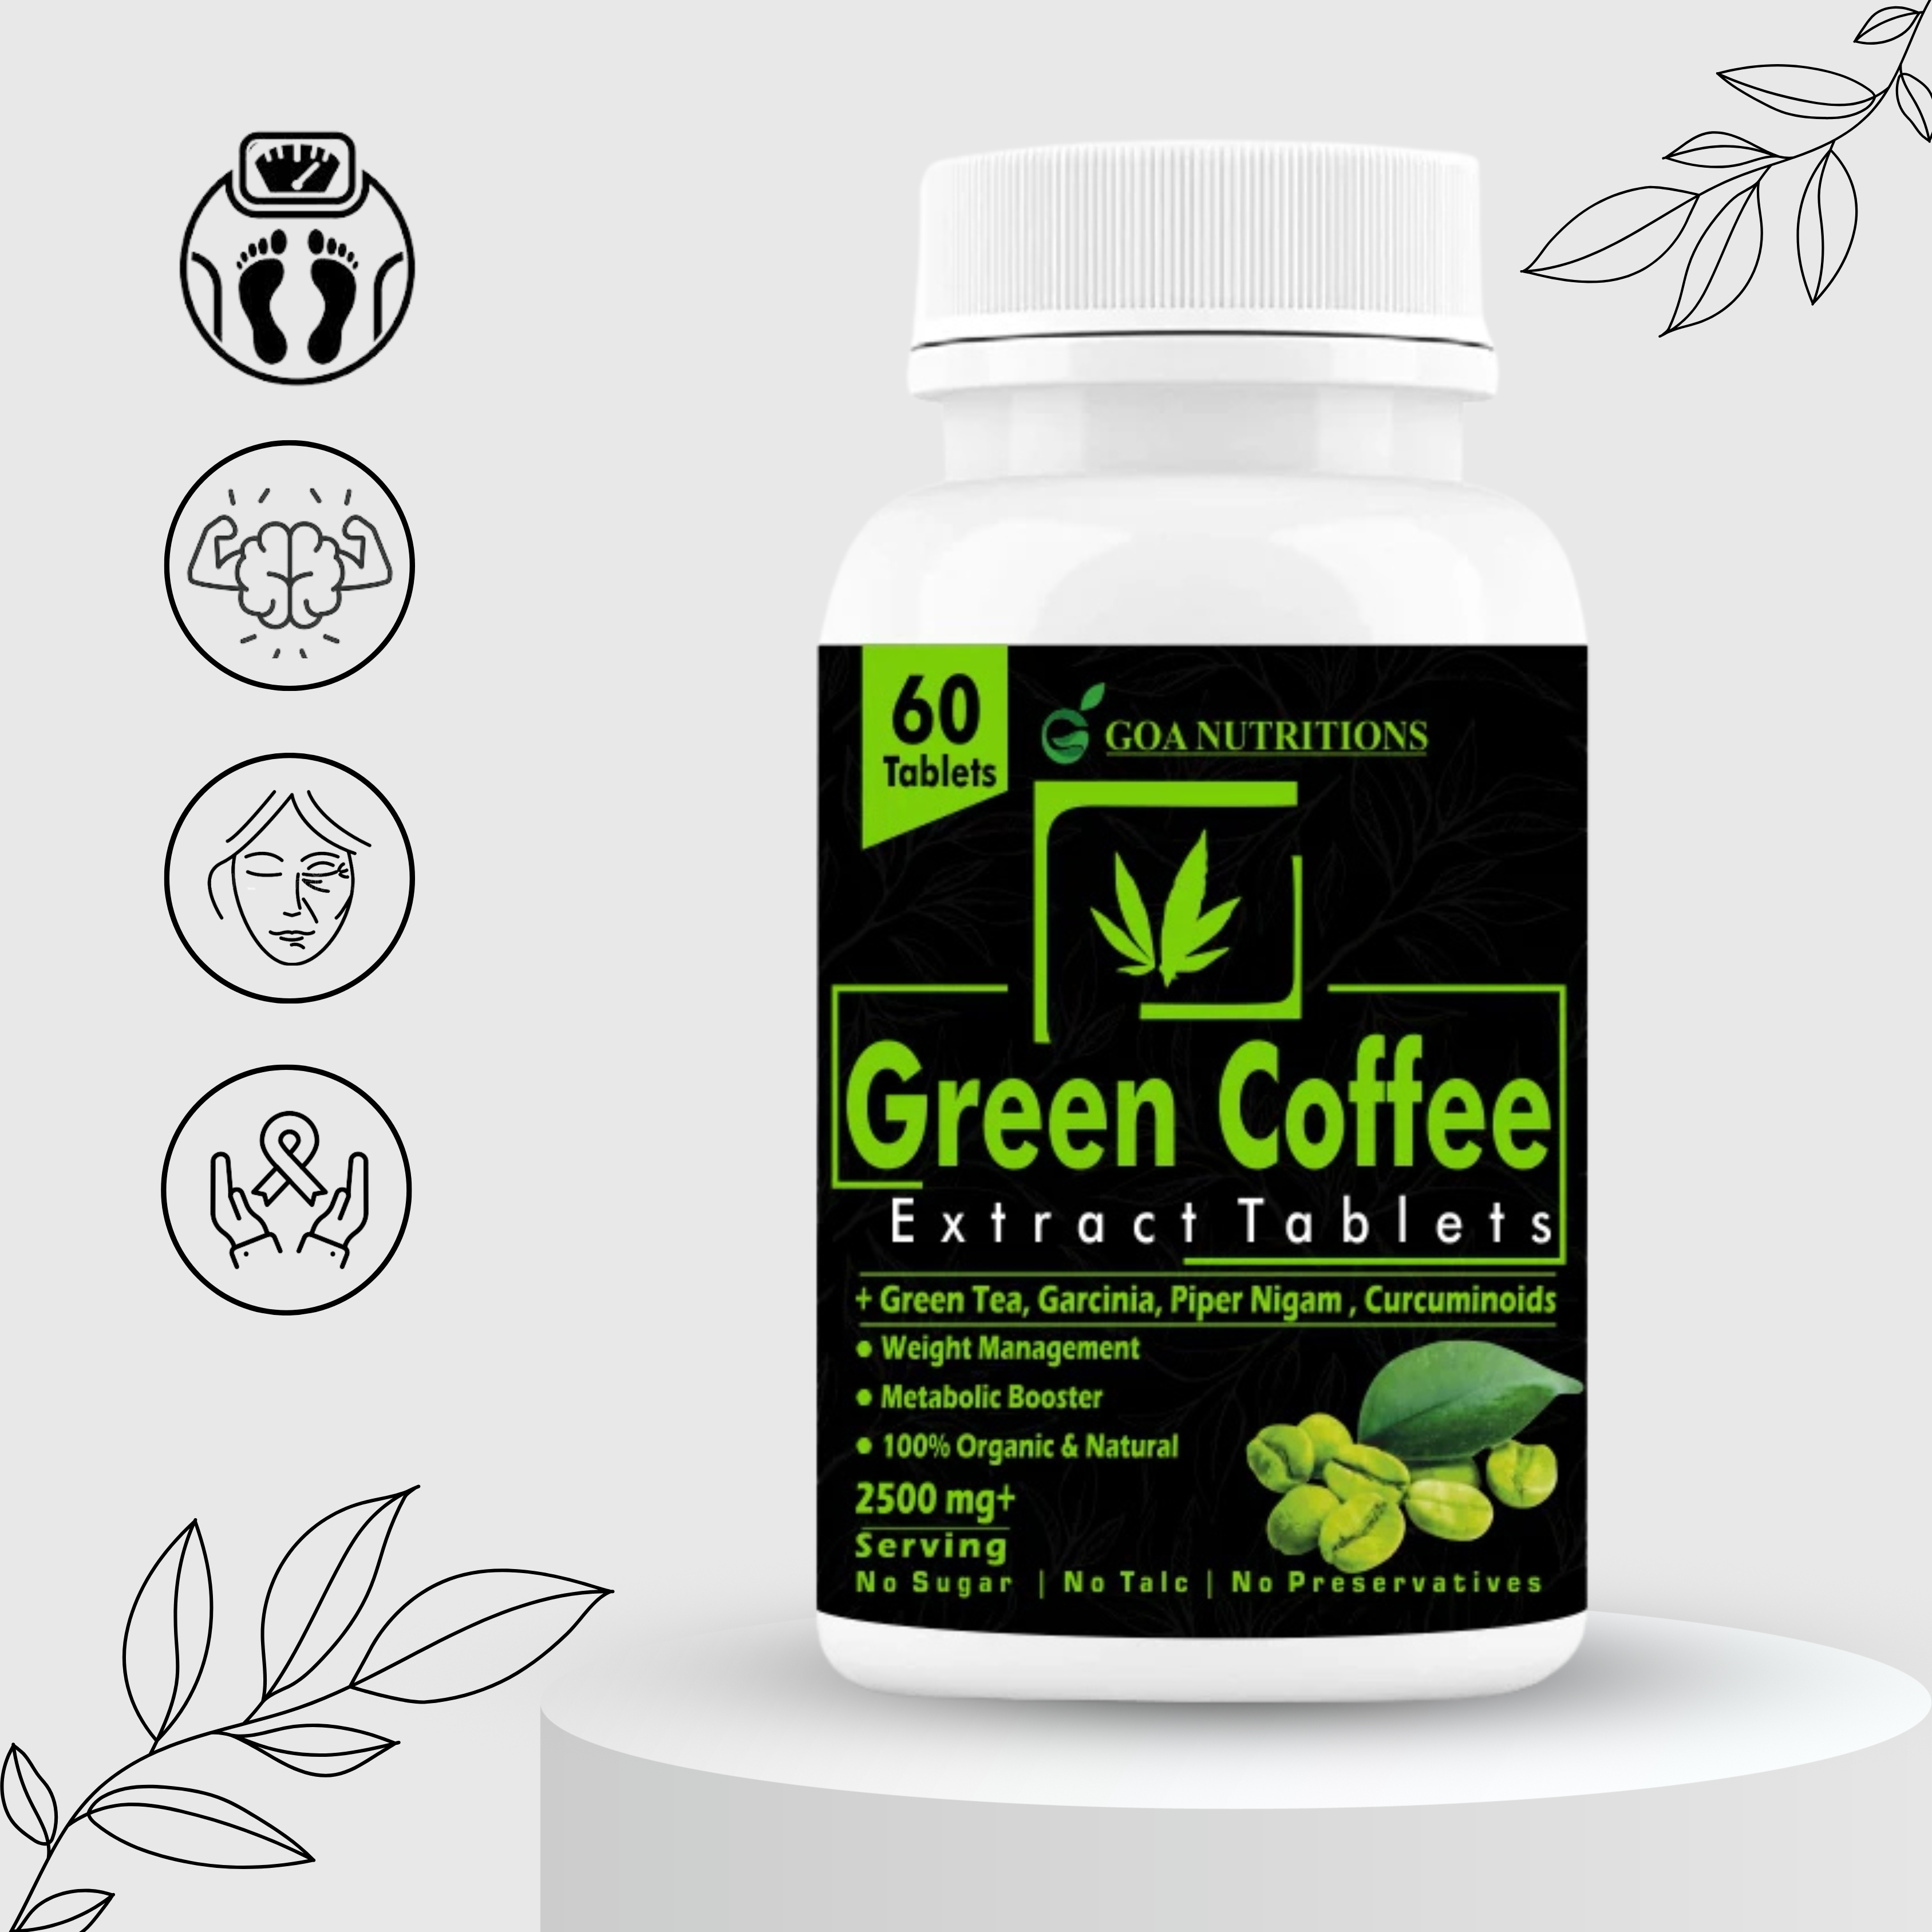 60
Tablets
GOA NUTRITIONS
Green Coffee
Extract Tablets
+ Green Tea, Garcinia, Piper Nigam , Curcuminoids
• Weight Management
• Metabolic Booster
• 100% Organic & Natural
2500 mg+
Serving
No Sugar | No Talc | No Preservatives